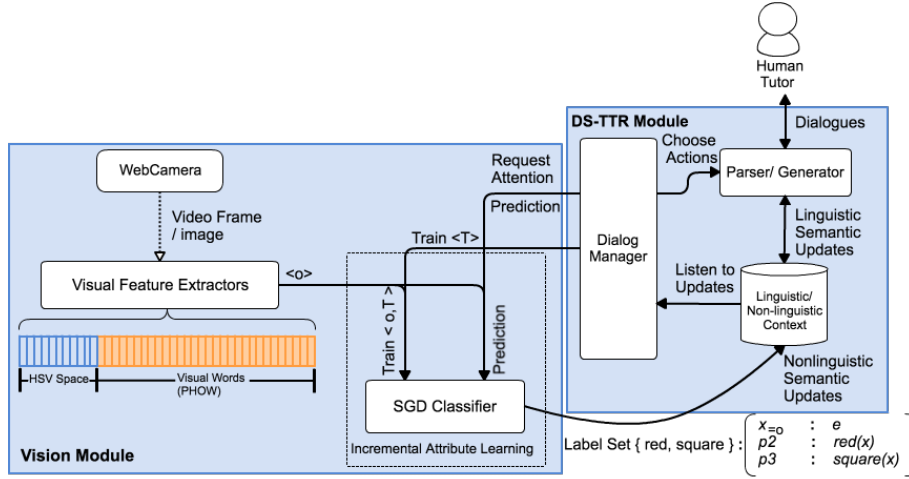 Human
Tutor
DS-TTR Module
Dialogues
Choose
Actions
Parser/ Generator
Request
Attention
Prediction
WebCamera
Video Frame
/ image
Linguistic
Semantic
Updates
Train <T>
Dialog
Manager
<o>
Visual Feature Extractors
Listen to
Updates
Linguistic/
Non-linguistic
Context
Train < o,T >
Prediction
HSV Space
Visual Words
(PHOW)
SGD Classifier
Nonlinguistic
Semantic
Updates
Incremental Attribute Learning
Vision Module
Label Set { red, square } :
x=o : e
p2 : red(x)
p3 : square(x)